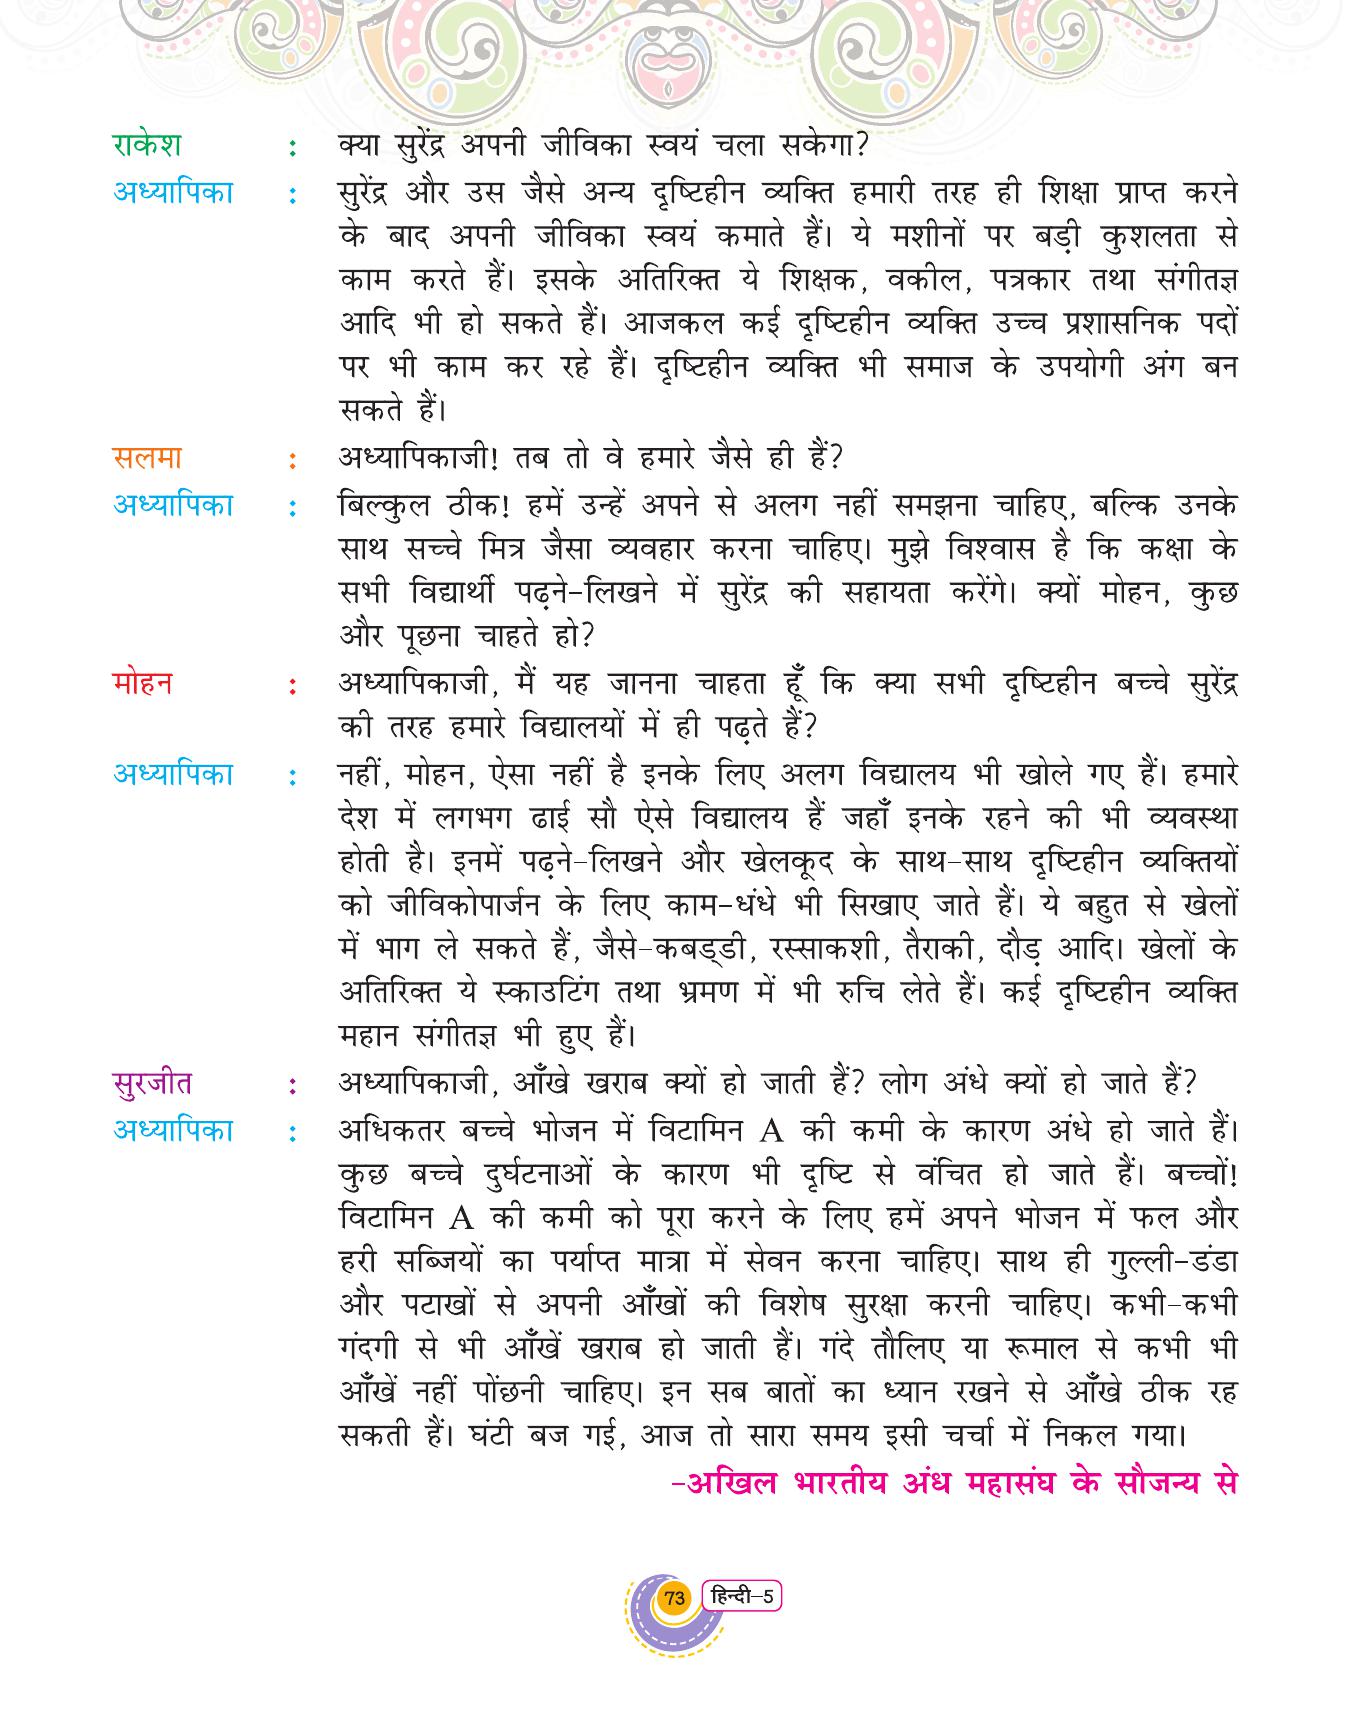 राकेश : क्या सुरेंद्र अपनी जीविका स्वयं चला सकेगा?
अध्यापिका : सुरेंद्र और उस जैसे अन्य दृष्टिहीन व्यक्ति हमारी तरह ही शिक्षा प्राप्त करने
के बाद अपनी जीविका स्वयं कमाते हैं। ये मशीनों पर बड़ी कुशलता से
काम करते हैं। इसके अतिरिक्त ये शिक्षक, वकील, पत्रकार तथा संगीतज्ञ
आदि भी हो सकते हैं। आजकल कई दृष्टिहीन व्यक्ति उच्च प्रशासनिक पदों
पर भी काम कर रहे हैं। दृष्टिहीन व्यक्ति भी समाज के उपयोगी अंग बन
सकते हैं।
सलमा : अध्यापिकाजी! तब तो वे हमारे जैसे ही हैं?
अध्यापिका : बिल्कुल ठीक! हमें उन्हें अपने से अलग नहीं समझना चाहिए, बल्कि उनके
साथ सच्चे मित्र जैसा व्यवहार करना चाहिए। मुझे विश्वास है कि कक्षा के
सभी विद्यार्थी पढ़ने-लिखने में सुरेंद्र की सहायता करेंगे। क्यों मोहन, कुछ
और पूछना चाहते हो?
मोहन : अध्यापिकाजी, मैं यह जानना चाहता हूँ कि क्या सभी दृष्टिहीन बच्चे सुरेंद्र
की तरह हमारे विद्यालयों में ही पढ़ते हैं?
अध्यापिका : नहीं, मोहन, ऐसा नहीं है इनके लिए अलग विद्यालय भी खोले गए हैं। हमारे
देश में लगभग ढाई सौ ऐसे विद्यालय हैं जहाँ इनके रहने की भी व्यवस्था
होती है। इनमें पढ़ने-लिखने और खेलकूद के साथ-साथ दृष्टिहीन व्यक्तियों
को जीविकोपार्जन के लिए काम-धंधे भी सिखाए जाते हैं। ये बहुत से खेलों
में भाग ले सकते हैं, जैसे-कबड्डी, रस्साकशी, तैराकी, दौड़ आदि। खेलों के
अतिरिक्त ये स्काउटिंग तथा भ्रमण में भी रुचि लेते हैं। कई दृष्टिहीन व्यक्ति
महान संगीतज्ञ भी हुए हैं।
सुरजीत : अध्यापिकाजी, आँखे खराब क्यों हो जाती हैं? लोग अंधे क्यों हो जाते हैं?
अध्यापिका : अधिकतर बच्चे भोजन में विटामिन A की कमी के कारण अंधे हो जाते हैं।
कुछ बच्चे दुर्घटनाओं के कारण भी दृष्टि से वंचित हो जाते हैं। बच्चों!
विटामिन A की कमी को पूरा करने के लिए हमें अपने भोजन में फल और
हरी सब्जियों का पर्याप्त मात्रा में सेवन करना चाहिए। साथ ही गुल्ली-डंडा
और पटाखों से अपनी आँखों की विशेष सुरक्षा करनी चाहिए। कभी-कभी
गंदगी से भी आँखें खराब हो जाती हैं। गंदे तौलिए या रूमाल से कभी भी
आँखें नहीं पोंछनी चाहिए। इन सब बातों का ध्यान रखने से आँखे ठीक रह
सकती हैं। घंटी बज गई, आज तो सारा समय इसी चर्चा में निकल गया।
-अखिल भारतीय अंध महासंघ के सौजन्य से
73 हिन्दी-5